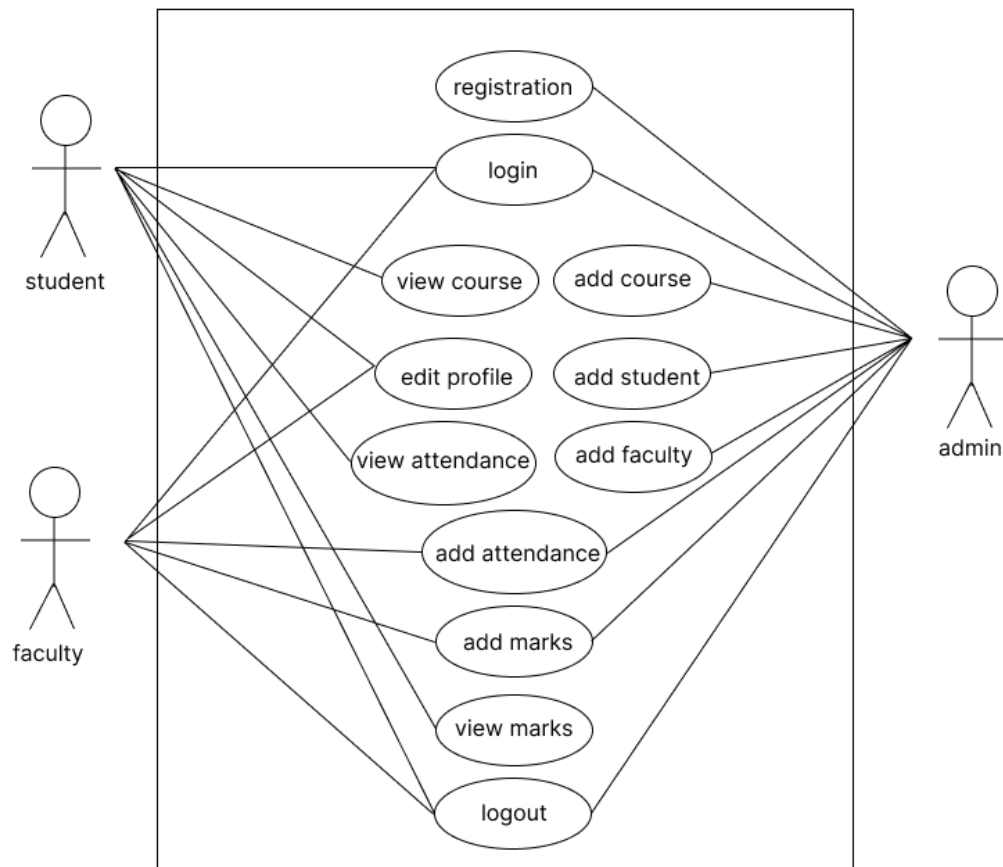 registration
login
student
view course
add course
edit profile
add student
admin
view attendance
add faculty
add attendance
faculty
add marks
view marks
logout